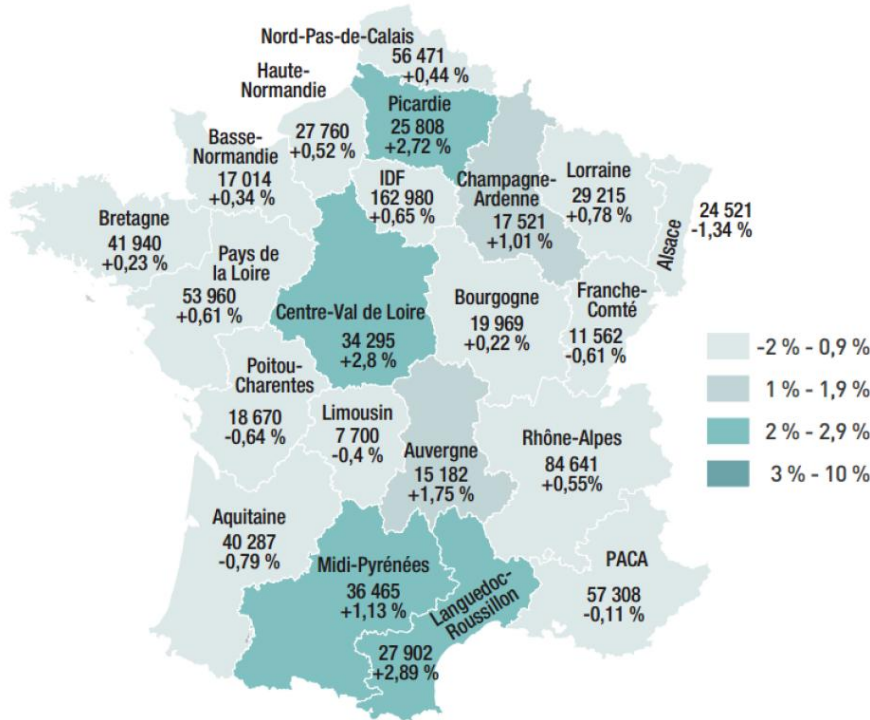 Nord-Pas-de-Calais
56 471
+0,44 %
Haute-
Normandie
27 760
+0,52 %
Picardie
25 808
+2,72 %
Basse-
Normandie
17 014
+0,34 %
IDF
162 980
+0,65 %
Champagne-
Ardenne
17 521
+1,01 %
Lorraine
29 215
+0,78 %
Alsace
24 521
-1,34 %
Bretagne
41 940
+0,23 %
Pays de
la Loire
53 960
+0,61 %
Centre-Val de Loire
34 295
+2,8 %
Bourgogne
19 969
+0,22 %
Franche-
Comté
11 562
-0,61 %
Poitou-
Charentes
18 670
-0,64 %
Limousin
7 700
-0,4 %
Auvergne
15 182
+1,75 %
Rhône-Alpes
84 641
+0,55%
Aquitaine
40 287
-0,79 %
Midi-Pyrénées
36 465
+1,13 %
Languedoc-
Roussillon
27 902
+2,89 %
PACA
57 308
-0,11 %
-2 % - 0,9 %
1 % - 1,9 %
2 % - 2,9 %
3 % - 10 %